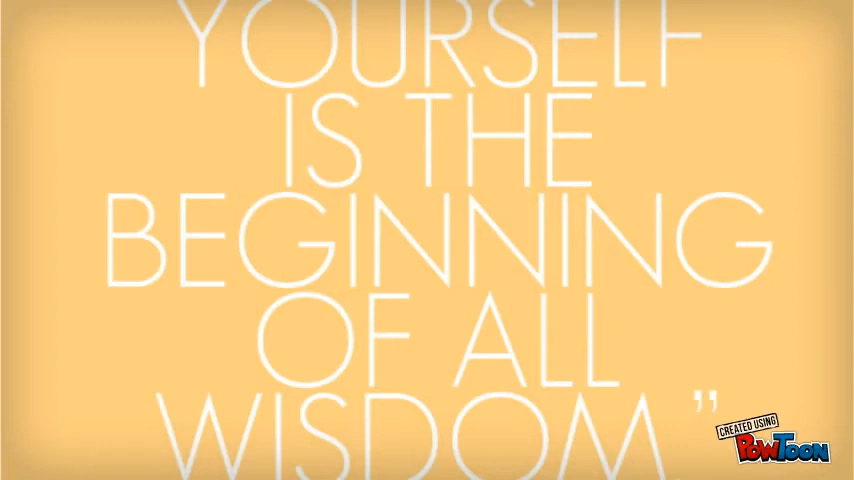 YOURSELF
IS THE
BEGINNING
OF ALL
WISDOM."
CREATED USING
POWTOON